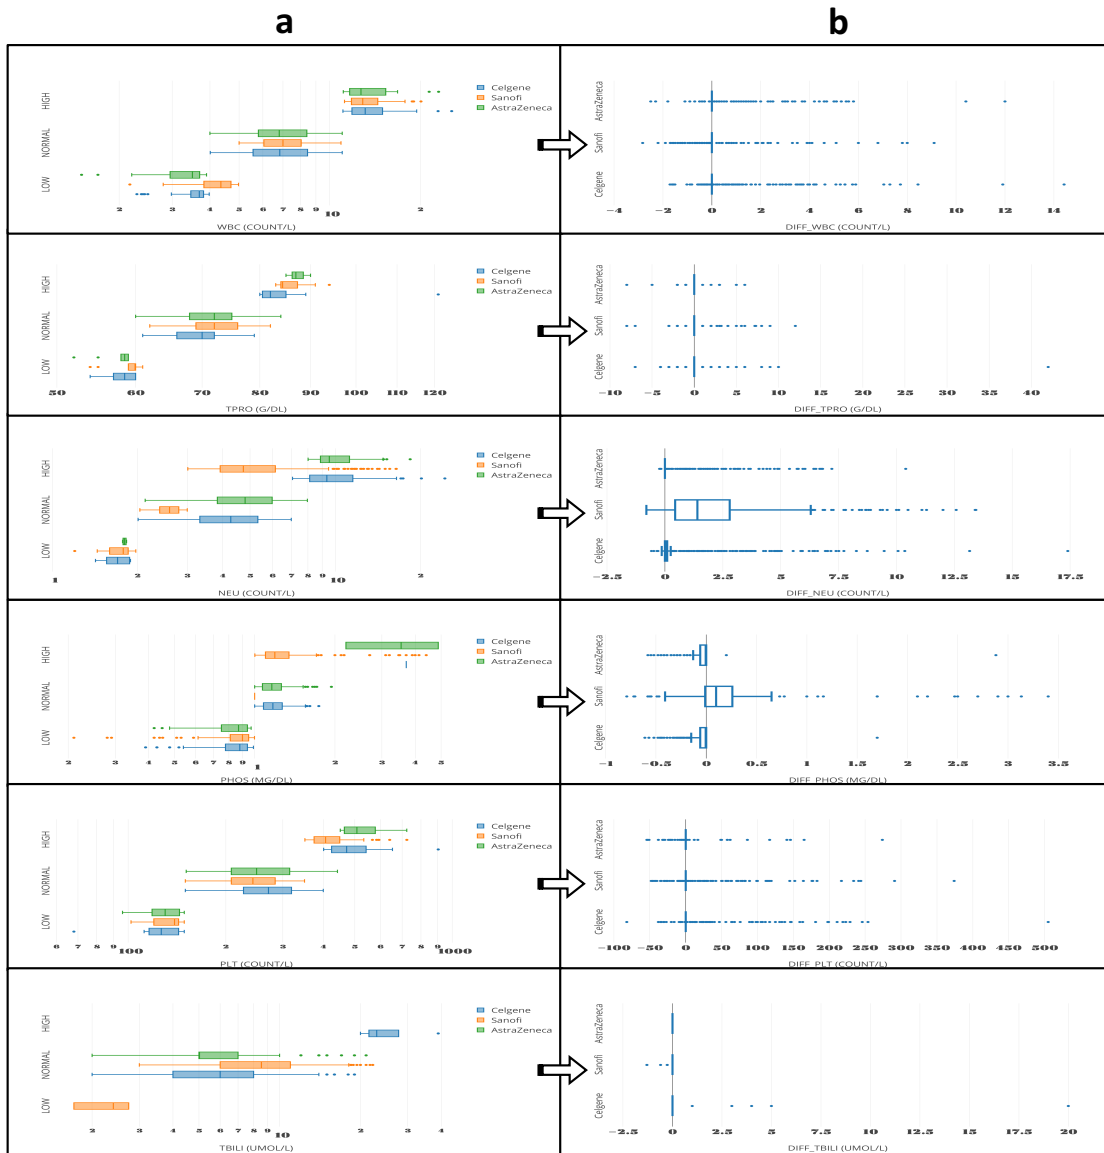 a b
HIGH
NORMAL
LOW
Celgene
Sanofi
AstraZeneca
2 3 4 5 6 7 8 9 10 2
WBC (COUNT/L)
AstraZeneca
Sanofi
Celgene
−4 −2 0 2 4 6 8 10 12 14
DIFF_WBC (COUNT/L)
HIGH
NORMAL
LOW
Celgene
Sanofi
AstraZeneca
50 60 70 80 90 100 110 120
TPRO (G/DL)
AstraZeneca
Sanofi
Celgene
−10 −5 0 5 10 15 20 25 30 35 40
DIFF_TPRO (G/DL)
HIGH
NORMAL
LOW
Celgene
Sanofi
AstraZeneca
1 2 3 4 5 6 7 8 9 10 2
NEU (COUNT/L)
AstraZeneca
Sanofi
Celgene
−2.5 0 2.5 5 7.5 10 12.5 15 17.5
DIFF_NEU (COUNT/L)
HIGH
NORMAL
LOW
Celgene
Sanofi
AstraZeneca
2 3 4 5 6 7 8 9 1 2 3 4 5
PHOS (MG/DL)
AstraZeneca
Sanofi
Celgene
−1 −0.5 0 0.5 1 1.5 2 2.5 3 3.5
DIFF_PHOS (MG/DL)
HIGH
NORMAL
LOW
Celgene
Sanofi
AstraZeneca
6 7 8 9 100 2 3 4 5 6 7 8 9 1000
PLT (COUNT/L)
AstraZeneca
Sanofi
Celgene
−100 −50 0 50 100 150 200 250 300 350 400 450 500
DIFF_PLT (COUNT/L)
HIGH
NORMAL
LOW
Celgene
Sanofi
AstraZeneca
2 3 4 5 6 7 8 9 10 2 3 4
TBILI (UMOL/L)
AstraZeneca
Sanofi
Celgene
−2.5 0 2.5 5 7.5 10 12.5 15 17.5 20
DIFF_TBILI (UMOL/L)